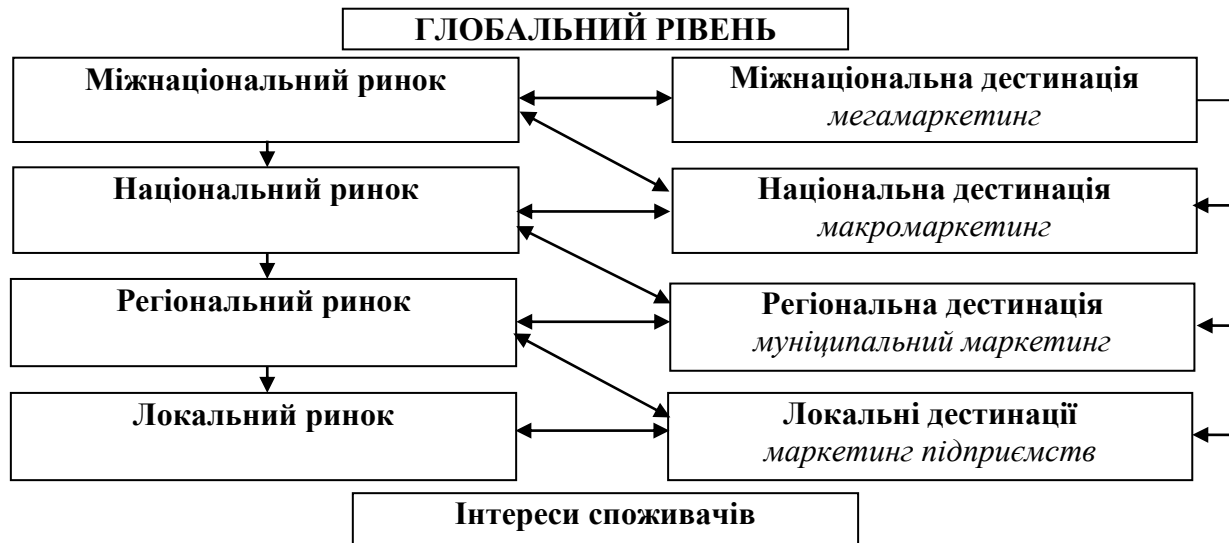 ГЛОБАЛЬНИЙ РІВЕНЬ
Міжнаціональний ринок
Міжнаціональна дестинація
мегамаркетинг
Національний ринок
Національна дестинація
макромаркетинг
Регіональний ринок
Регіональна дестинація
муніципальний маркетинг
Локальний ринок
Локальні дестинації
маркетинг підприємств
Інтереси споживачів